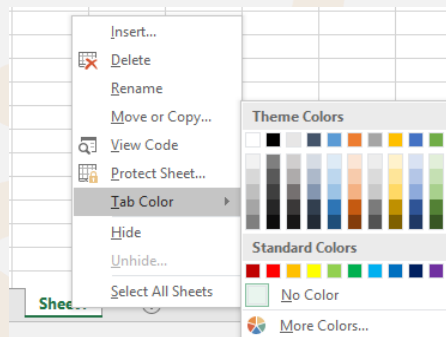 Insert...
Delete
Rename
Move or Copy...
View Code
Protect Sheet...
Tab Color
Hide
Unhide...
Select All Sheets
Theme Colors
Standard Colors
No Color
More Colors...